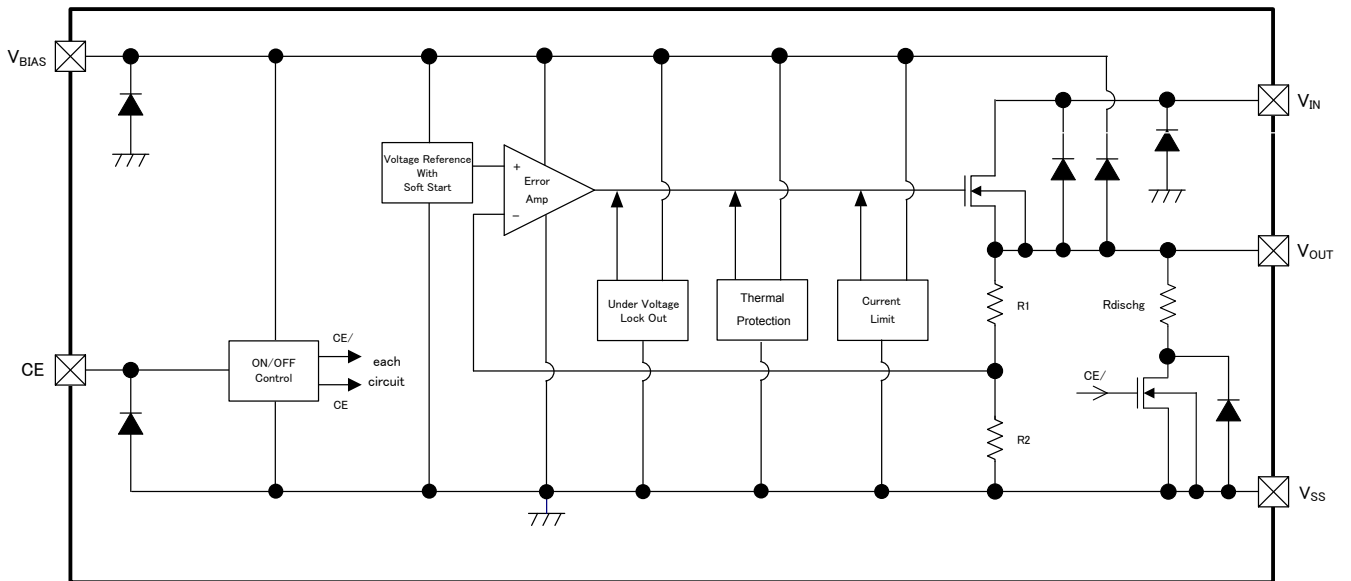 VBIAS
VIN
Voltage Reference
With
Soft Start
+
Error
Amp
−
VOUT
Under Voltage
Lock Out
Thermal
Protection
Current
Limit
R1
Rdischg
CE
ON/OFF
Control
CE/
each
circuit
CE
CE/
R2
VSS